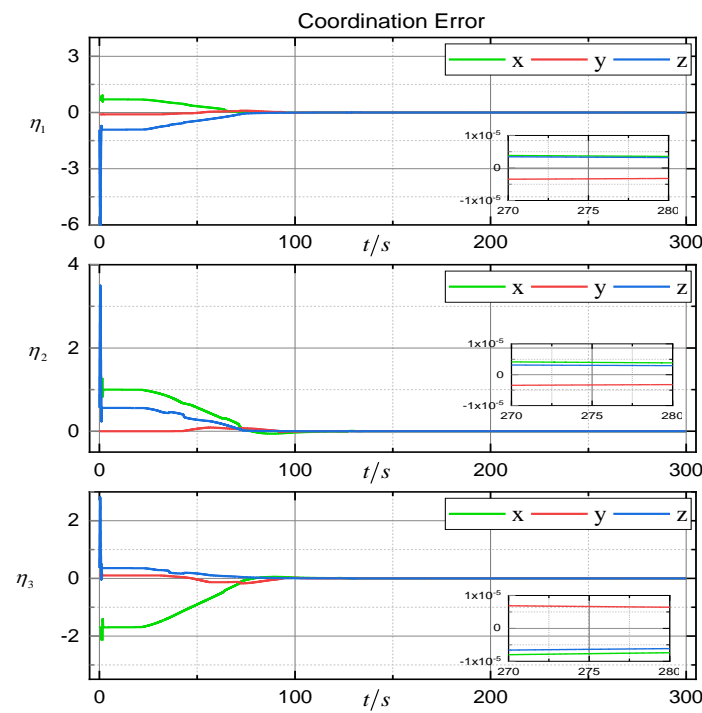 Coordination Error
3
0
-3
-6
η₁
x y z
1x10⁻⁵
0
-1x10⁻⁵
270 275 280
0 100 200 300
t/s
4
2
0
η₂
x y z
1x10⁻⁵
0
-1x10⁻⁵
270 275 280
0 100 200 300
t/s
2
0
-2
η₃
x y z
1x10⁻⁵
0
-1x10⁻⁵
270 275 280
0 100 200 300
t/s